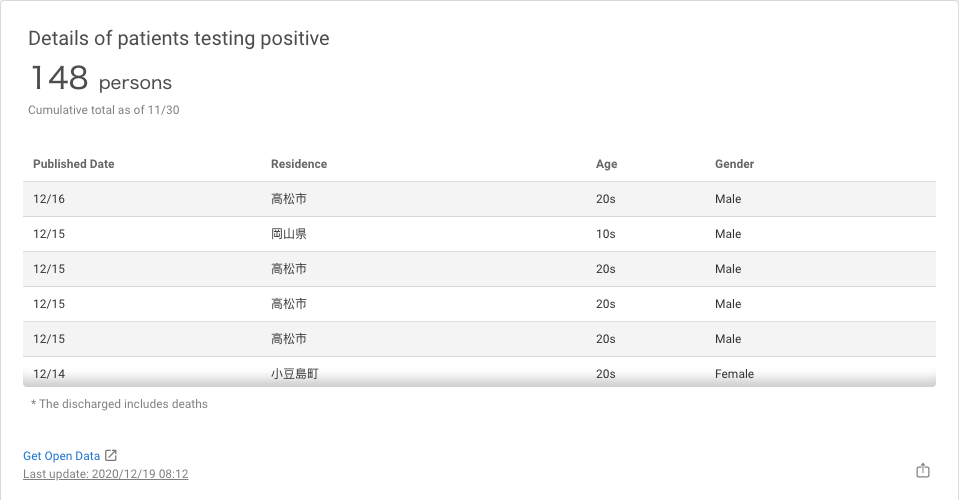 Details of patients testing positive
148 persons
Cumulative total as of 11/30
Published Date Residence Age Gender
12/16 高松市 20s Male
12/15 岡山県 10s Male
12/15 高松市 20s Male
12/15 高松市 20s Male
12/15 高松市 20s Male
12/14 小豆島町 20s Female
* The discharged includes deaths
Get Open Data
Last update: 2020/12/19 08:12